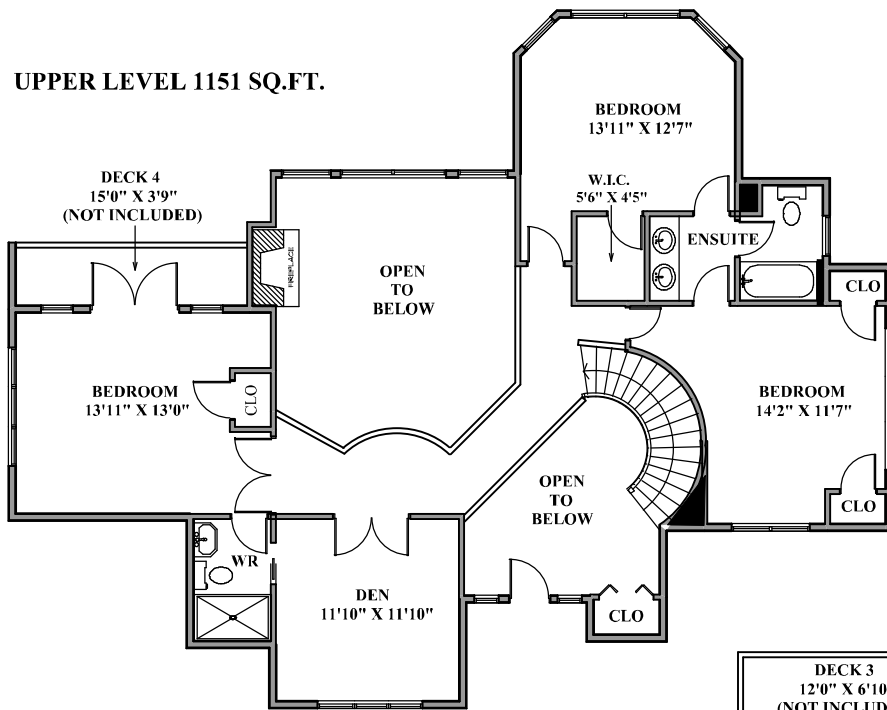 UPPER LEVEL 1151 SQ.FT.
BEDROOM
13'11" X 12'7"
DECK 4
15'0" X 3'9"
(NOT INCLUDED)
W.I.C.
5'6" X 4'5"
ENSUITE
FIREPLACE
OPEN
TO
BELOW
CLO
BEDROOM
13'11" X 13'0"
CLO
BEDROOM
14'2" X 11'7"
OPEN
TO
BELOW
CLO
WR
DEN
11'10" X 11'10"
CLO
DECK 3
12'0" X 6'10
(NOT INCLUD